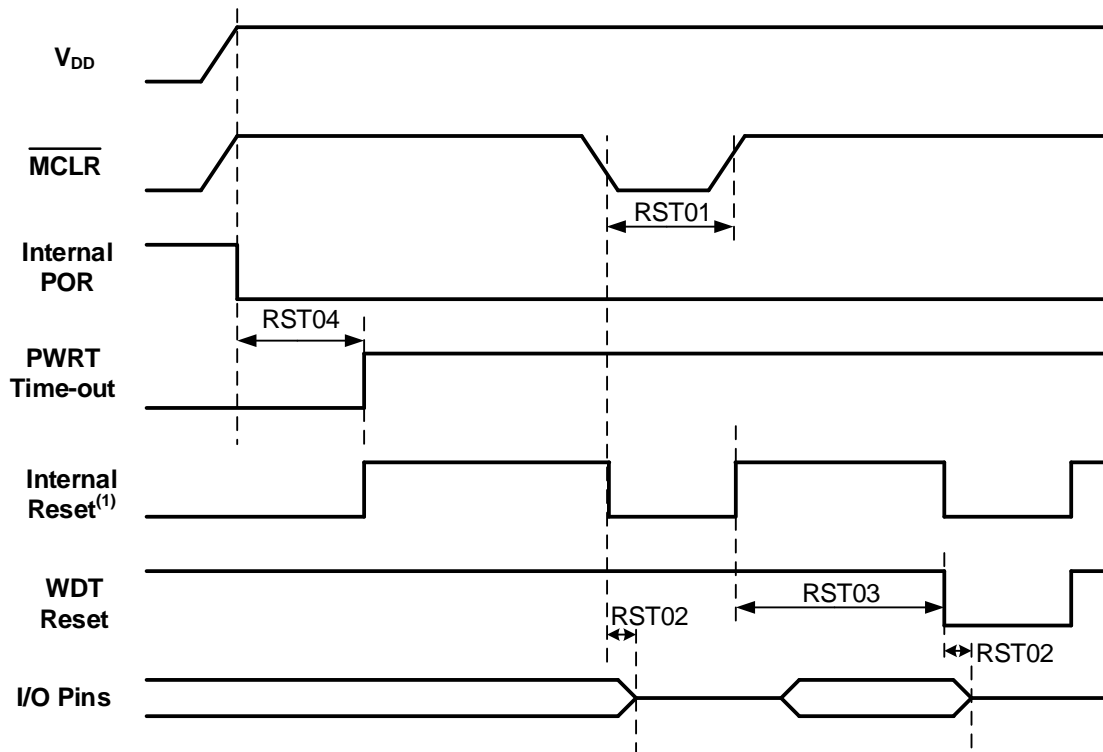 VDD
MCLR
RST01
Internal
POR
RST04
PWRT
Time-out
Internal
Reset(1)
WDT
Reset
RST03
RST02
RST02
I/O Pins